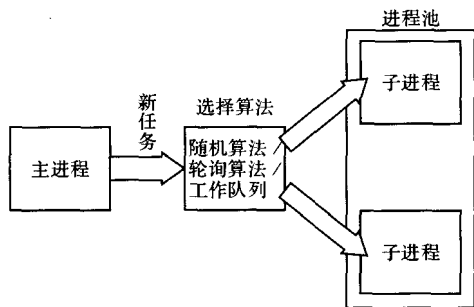 进程池
子进程
新任务
选择算法
主进程
随机算法/
轮询算法/
工作队列
子进程